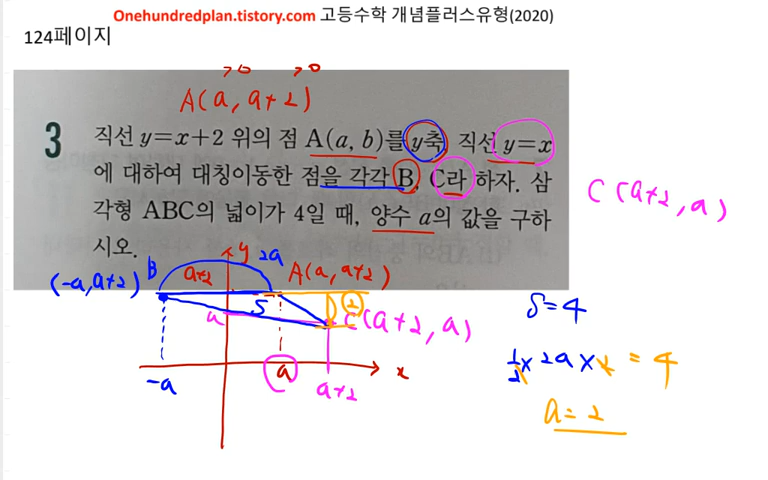 Onehundredplan.tistory.com 고등수학 개념플러스유형(2020)
124페이지
>0 >0
A(a, a+2)
3 직선 y=x+2 위의 점 A(a, b)를 y축, 직선 y=x
에 대하여 대칭이동한 점을 각각 B, C라 하자. 삼
각형 ABC의 넓이가 4일 때, 양수 a의 값을 구하
시오.
C(a+2, a)
y 2a
(-a, a+2) B a+2 A(a, a+2)
S 2
a C(a+2, a)
S=4
1/2 × 2a × 2 = 4
-a a a+2 x
a=2